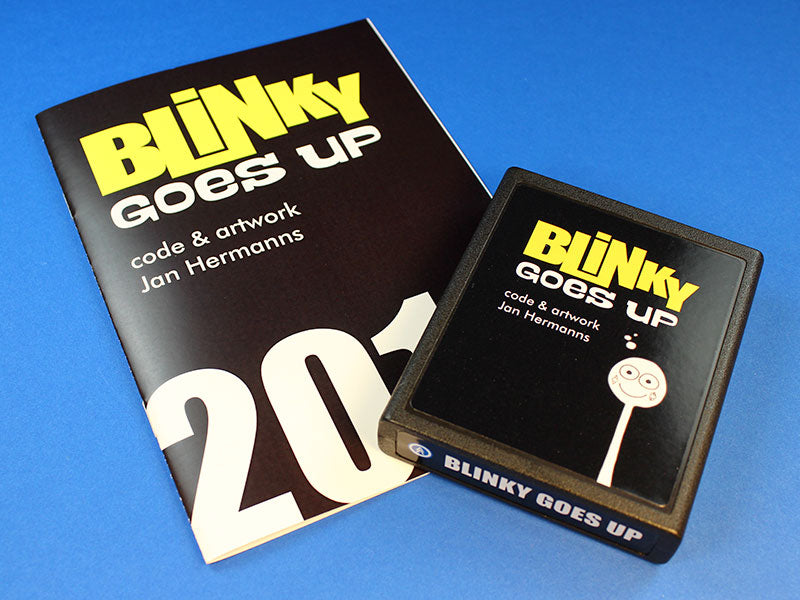 BLiNKY
GOES UP
code & artwork
Jan Hermanns
201
BLiNKY
GOES UP
code & artwork
Jan Hermanns
BLINKY GOES UP